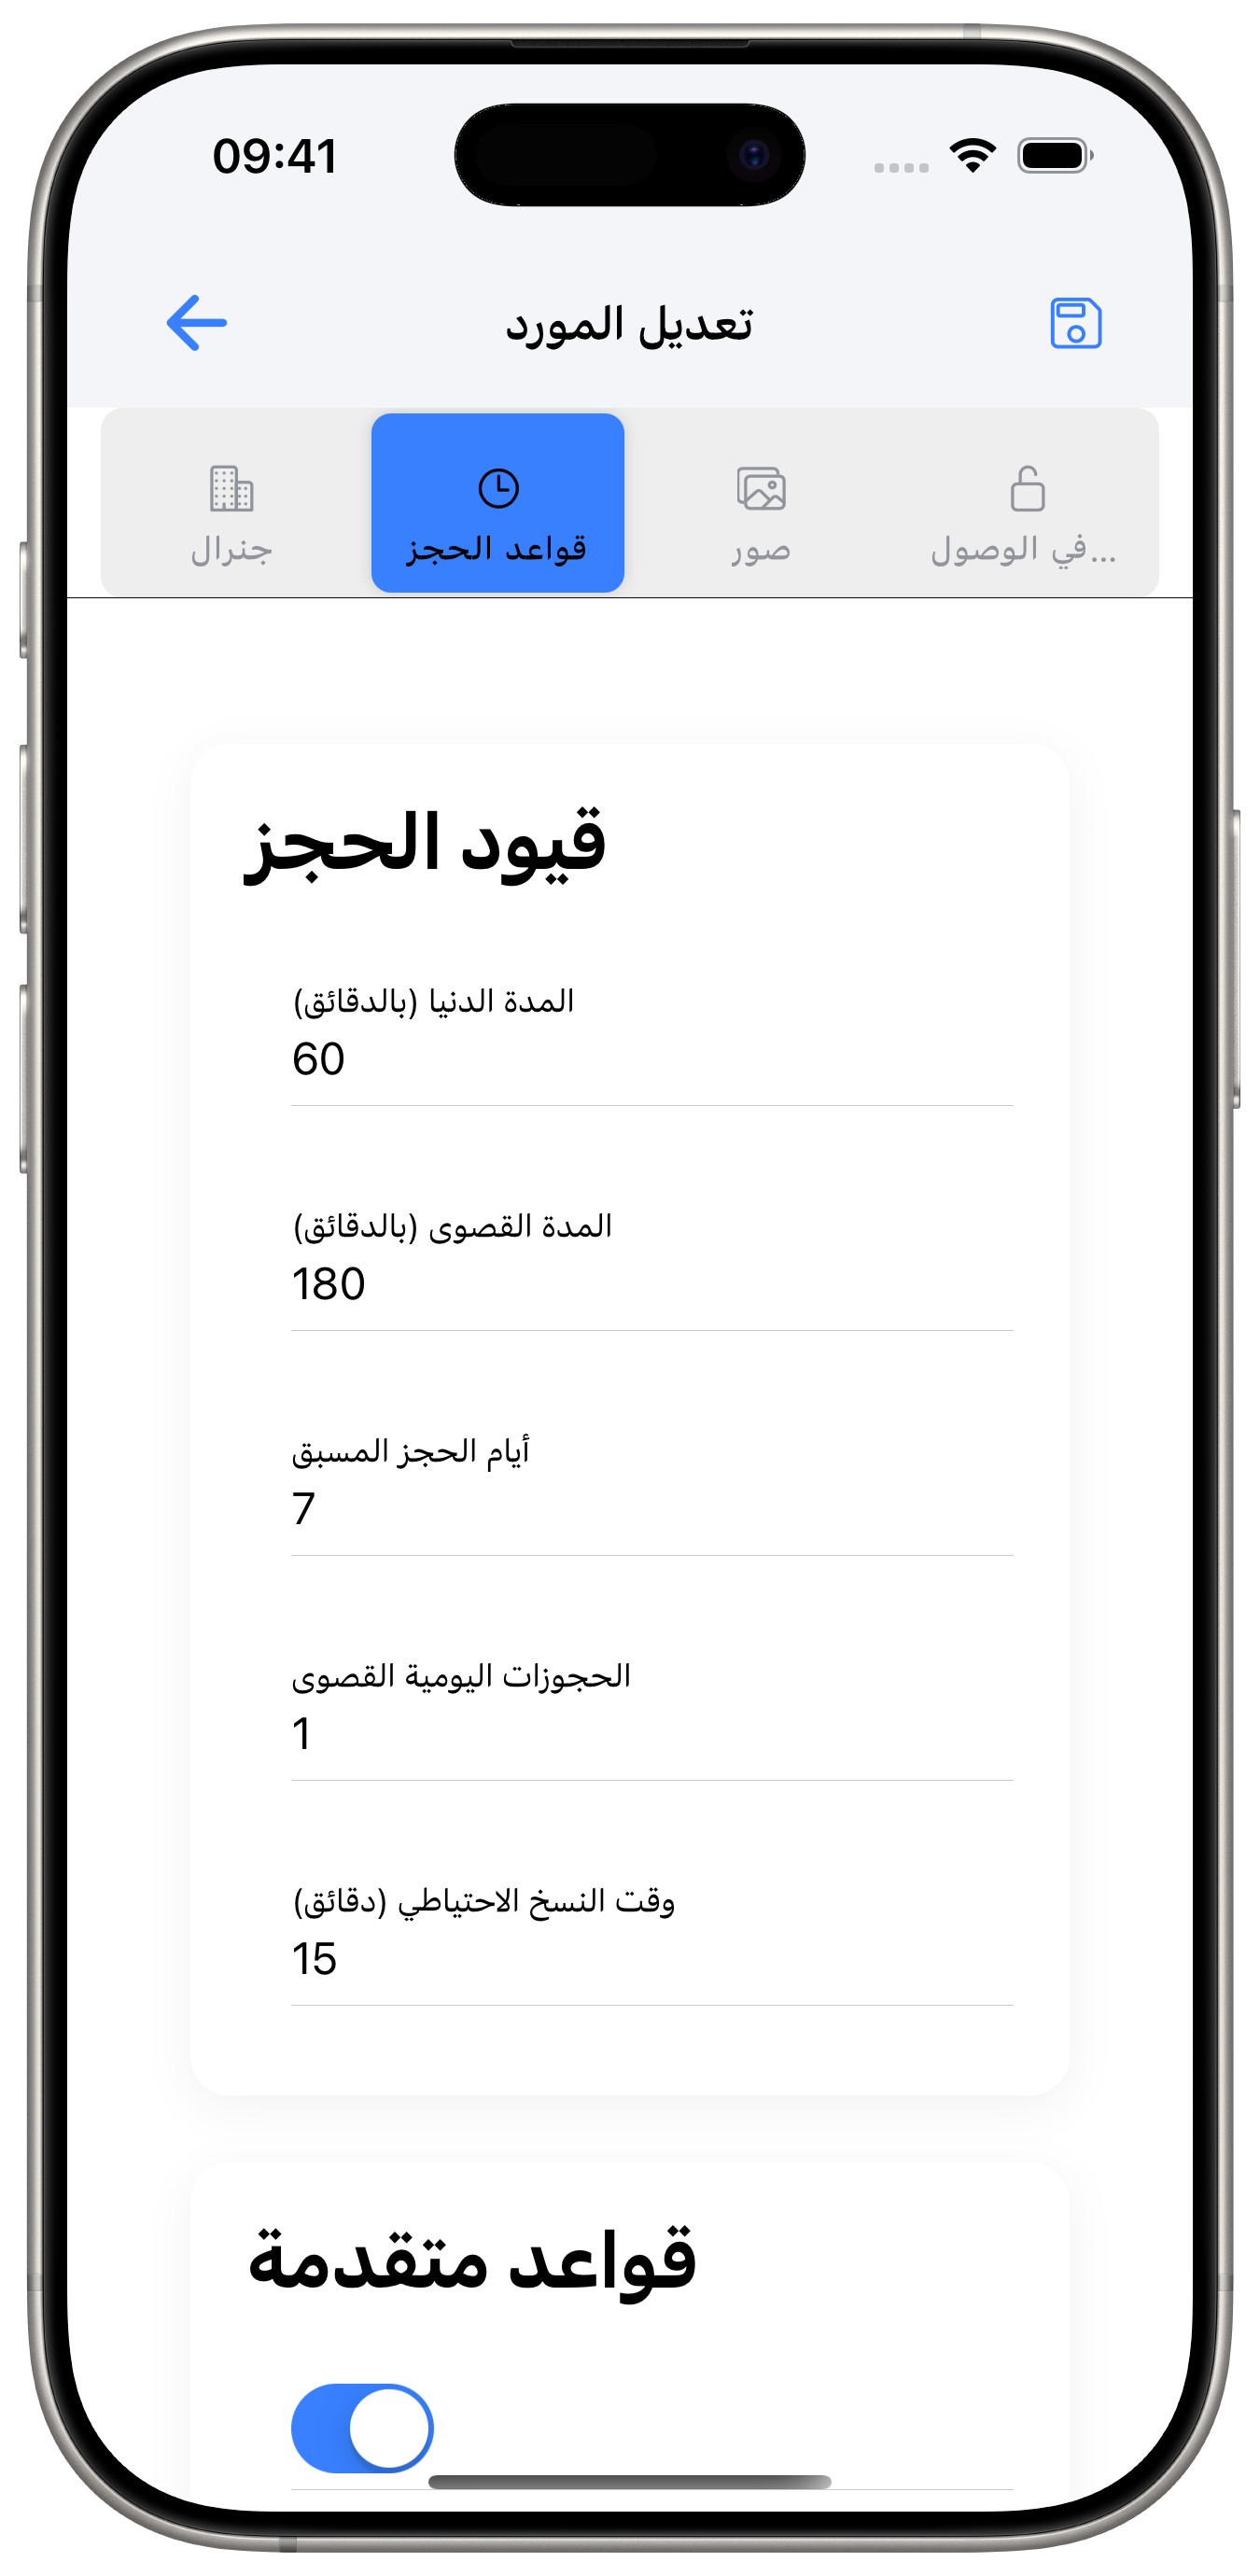 09:41
تعديل المورد
جنرال
قواعد الحجز
صور
في الوصول...
قيود الحجز
المدة الدنيا (بالدقائق)
60
المدة القصوى (بالدقائق)
180
أيام الحجز المسبق
7
الحجوزات اليومية القصوى
1
وقت النسخ الاحتياطي (دقائق)
15
قواعد متقدمة